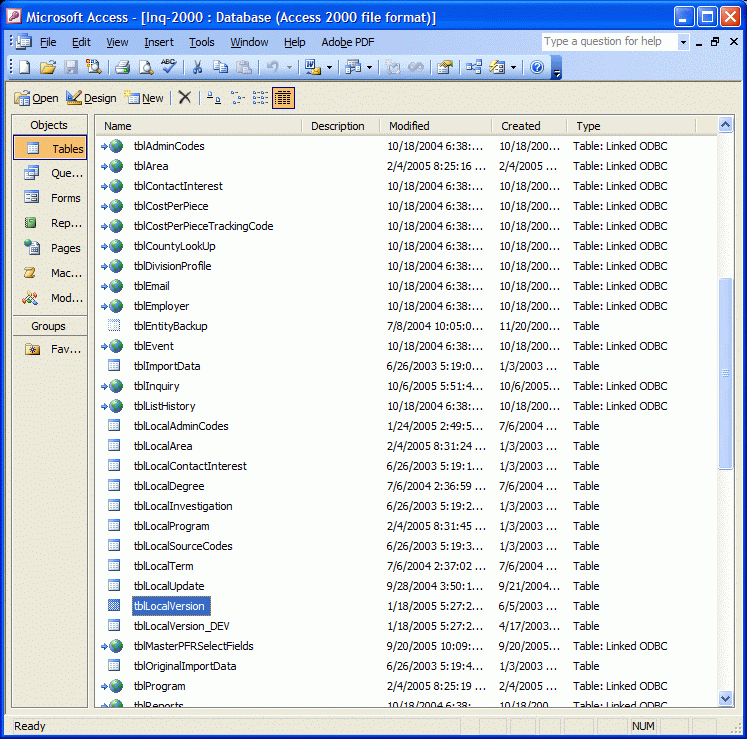 Microsoft Access - [Inq-2000 : Database (Access 2000 file format)]
File Edit View Insert Tools Window Help Adobe PDF Type a question for help
Open Design New
Objects
Tables
Que...
Forms
Rep...
Pages
Mac...
Mod...
Groups
Fav...
Name Description Modified Created Type
tblAdminCodes 10/18/2004 6:38:... 10/18/200... Table: Linked ODBC
tblArea 2/4/2005 8:25:16 ... 2/4/2005 ... Table: Linked ODBC
tblContactInterest 10/18/2004 6:38:... 10/18/200... Table: Linked ODBC
tblCostPerPiece 10/18/2004 6:38:... 10/18/200... Table: Linked ODBC
tblCostPerPieceTrackingCode 10/18/2004 6:38:... 10/18/200... Table: Linked ODBC
tblCountyLookUp 10/18/2004 6:38:... 10/18/200... Table: Linked ODBC
tblDivisionProfile 10/18/2004 6:38:... 10/18/200... Table: Linked ODBC
tblEmail 10/18/2004 6:38:... 10/18/200... Table: Linked ODBC
tblEmployer 10/18/2004 6:38:... 10/18/200... Table: Linked ODBC
tblEntityBackup 7/8/2004 10:05:0... 11/20/200... Table
tblEvent 10/18/2004 6:38:... 10/18/200... Table: Linked ODBC
tblImportData 6/26/2003 5:19:0... 1/3/2003 ... Table
tblInquiry 10/6/2005 5:51:4... 10/6/2005... Table: Linked ODBC
tblListHistory 10/18/2004 6:38:... 10/18/200... Table: Linked ODBC
tblLocalAdminCodes 1/24/2005 2:49:5... 7/6/2004 ... Table
tblLocalArea 2/4/2005 8:31:24 ... 1/3/2003 ... Table
tblLocalContactInterest 6/26/2003 5:19:1... 1/3/2003 ... Table
tblLocalDegree 7/6/2004 2:36:59 ... 7/6/2004 ... Table
tblLocalInvestigation 6/26/2003 5:19:2... 1/3/2003 ... Table
tblLocalProgram 2/4/2005 8:31:45 ... 1/3/2003 ... Table
tblLocalSourceCodes 6/26/2003 5:19:3... 1/3/2003 ... Table
tblLocalTerm 7/6/2004 2:37:02 ... 7/6/2004 ... Table
tblLocalUpdate 9/28/2004 3:50:1... 9/21/2004... Table
tblLocalVersion 1/18/2005 5:27:2... 6/5/2003 ... Table
tblLocalVersion_DEV 1/18/2005 5:27:2... 4/17/2003... Table
tblMasterPFRSelectFields 9/20/2005 10:09:... 9/20/2005... Table: Linked ODBC
tblOriginalImportData 6/26/2003 5:19:4... 1/3/2003 ... Table
tblProgram 2/4/2005 8:25:19 ... 2/4/2005 ... Table: Linked ODBC
tblReports 10/18/2004 6:38:... 10/18/200... Table: Linked ODBC
Ready NUM